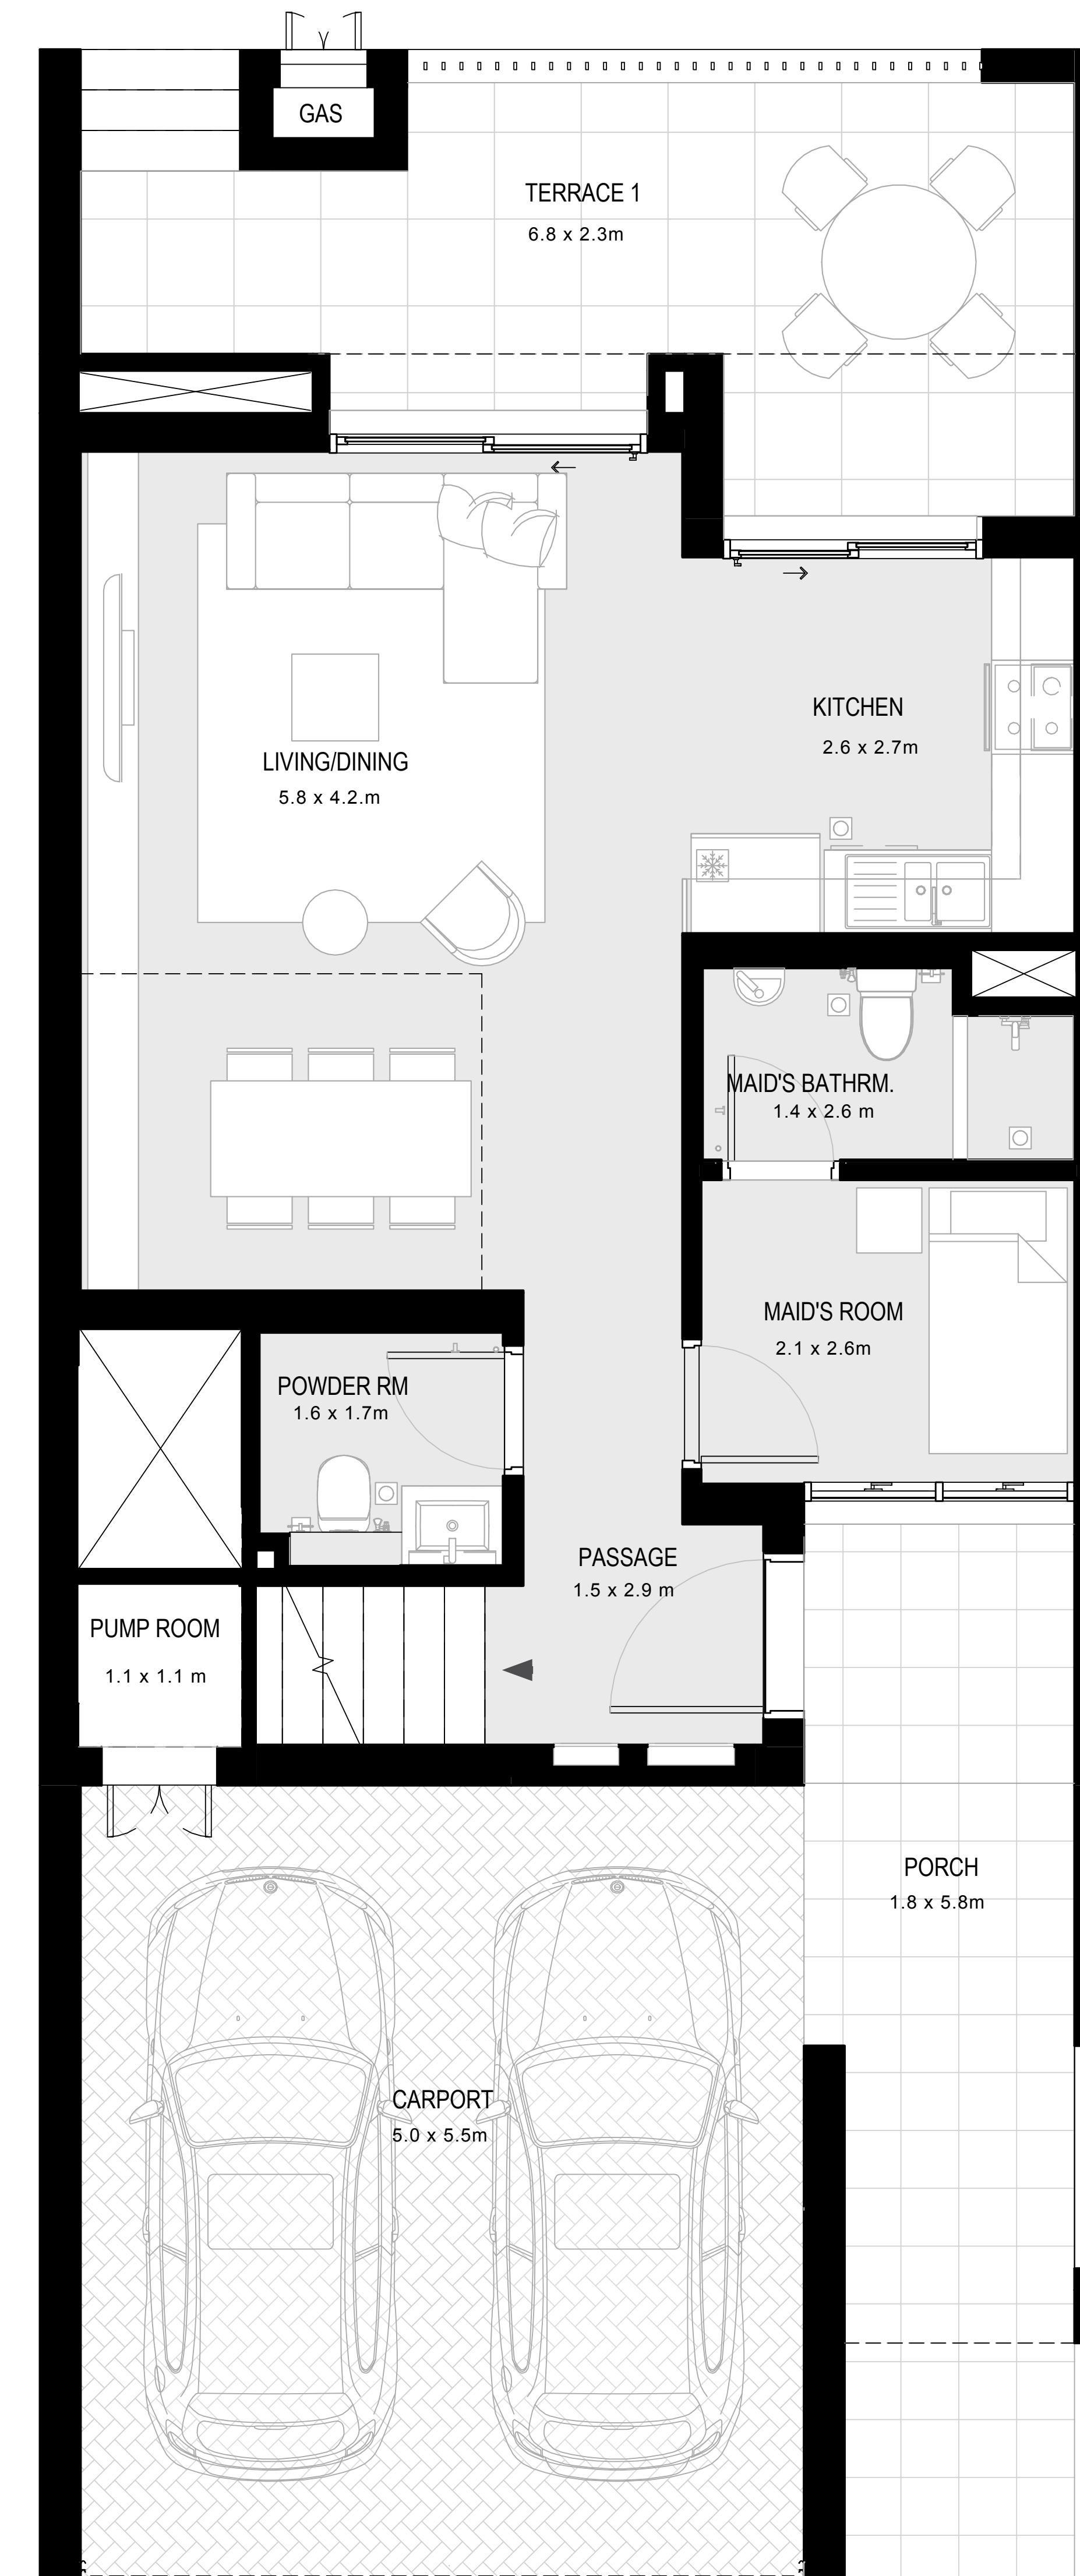 GAS
TERRACE 1
6.8 x 2.3m
KITCHEN
2.6 x 2.7m
LIVING/DINING
5.8 x 4.2.m
MAID'S BATHRM.
1.4 x 2.6 m
MAID'S ROOM
2.1 x 2.6m
POWDER RM
1.6 x 1.7m
PASSAGE
1.5 x 2.9 m
PUMP ROOM
1.1 x 1.1 m
PORCH
1.8 x 5.8m
CARPORT
5.0 x 5.5m